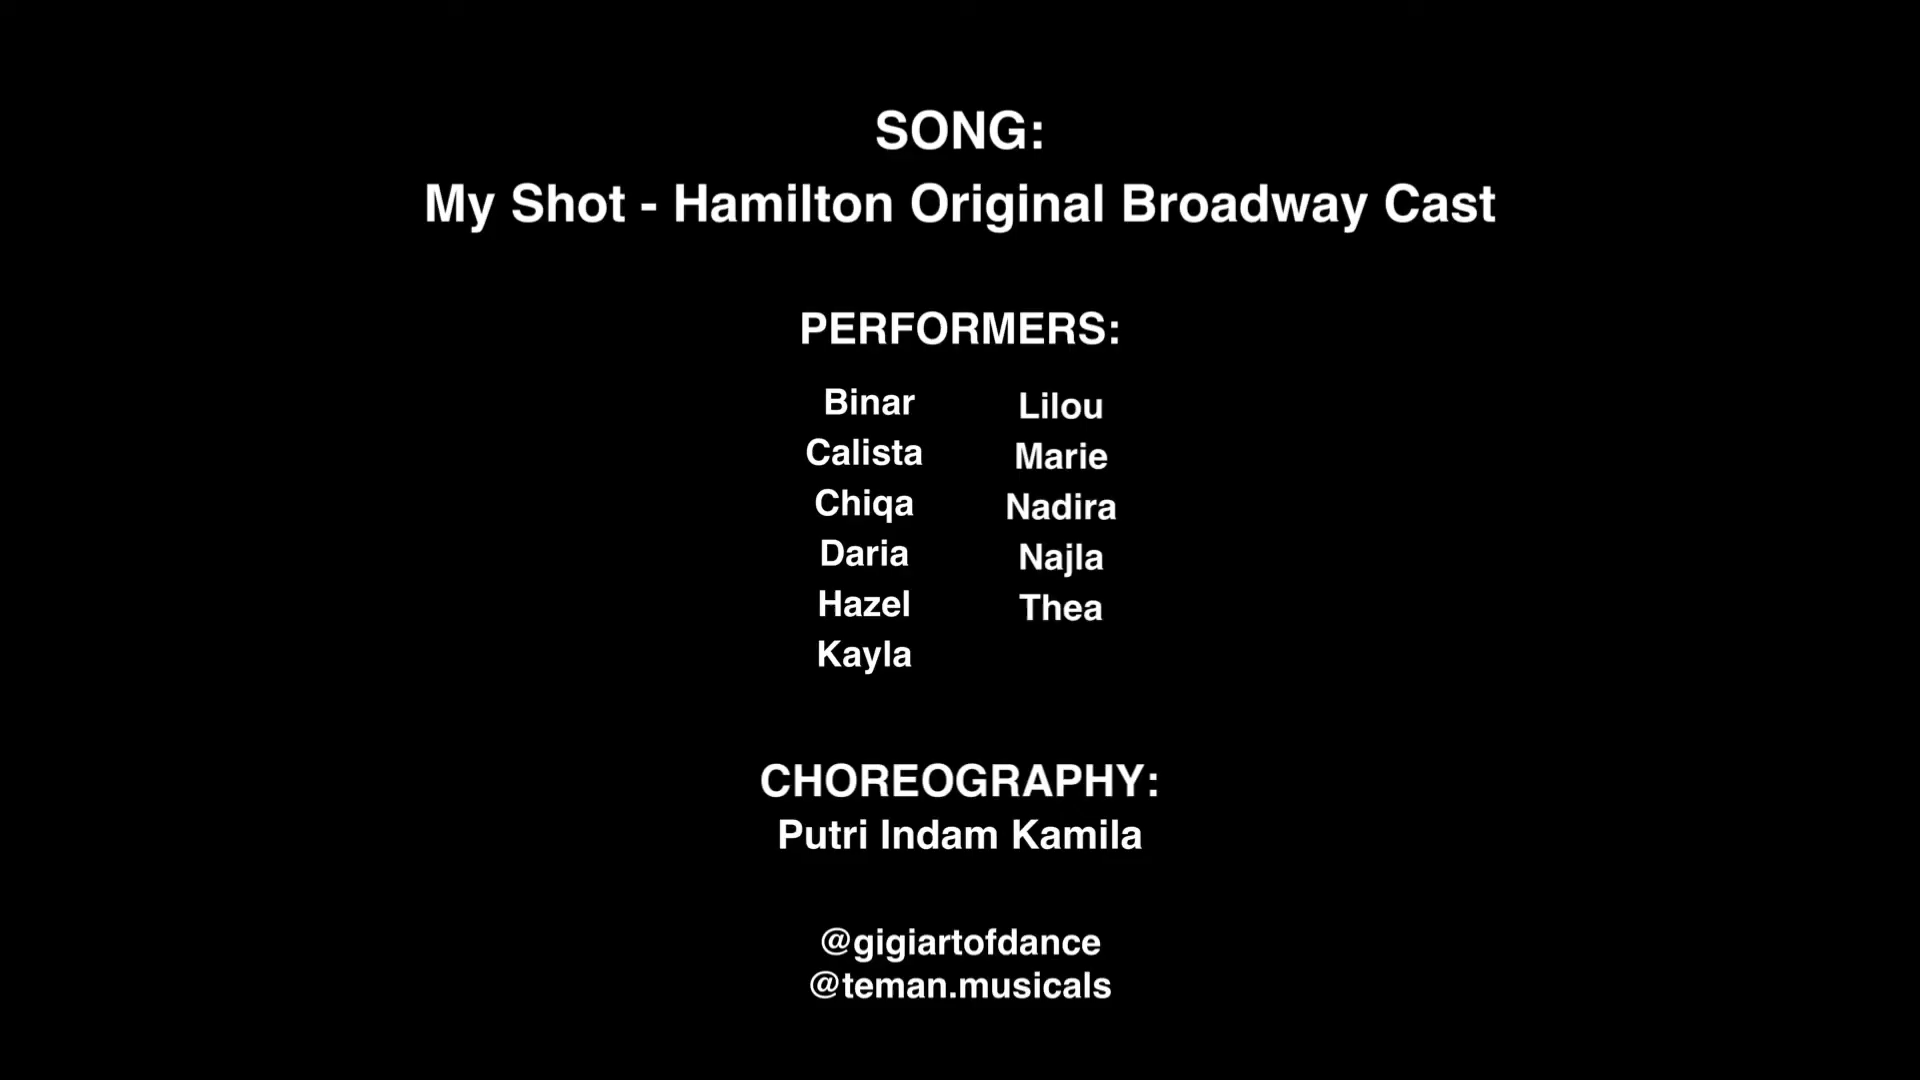 SONG:
My Shot - Hamilton Original Broadway Cast
PERFORMERS:
Binar
Calista
Chiqa
Daria
Hazel
Kayla
Lilou
Marie
Nadira
Najla
Thea
CHOREOGRAPHY:
Putri Indam Kamila
@gigiartofdance
@teman.musicals